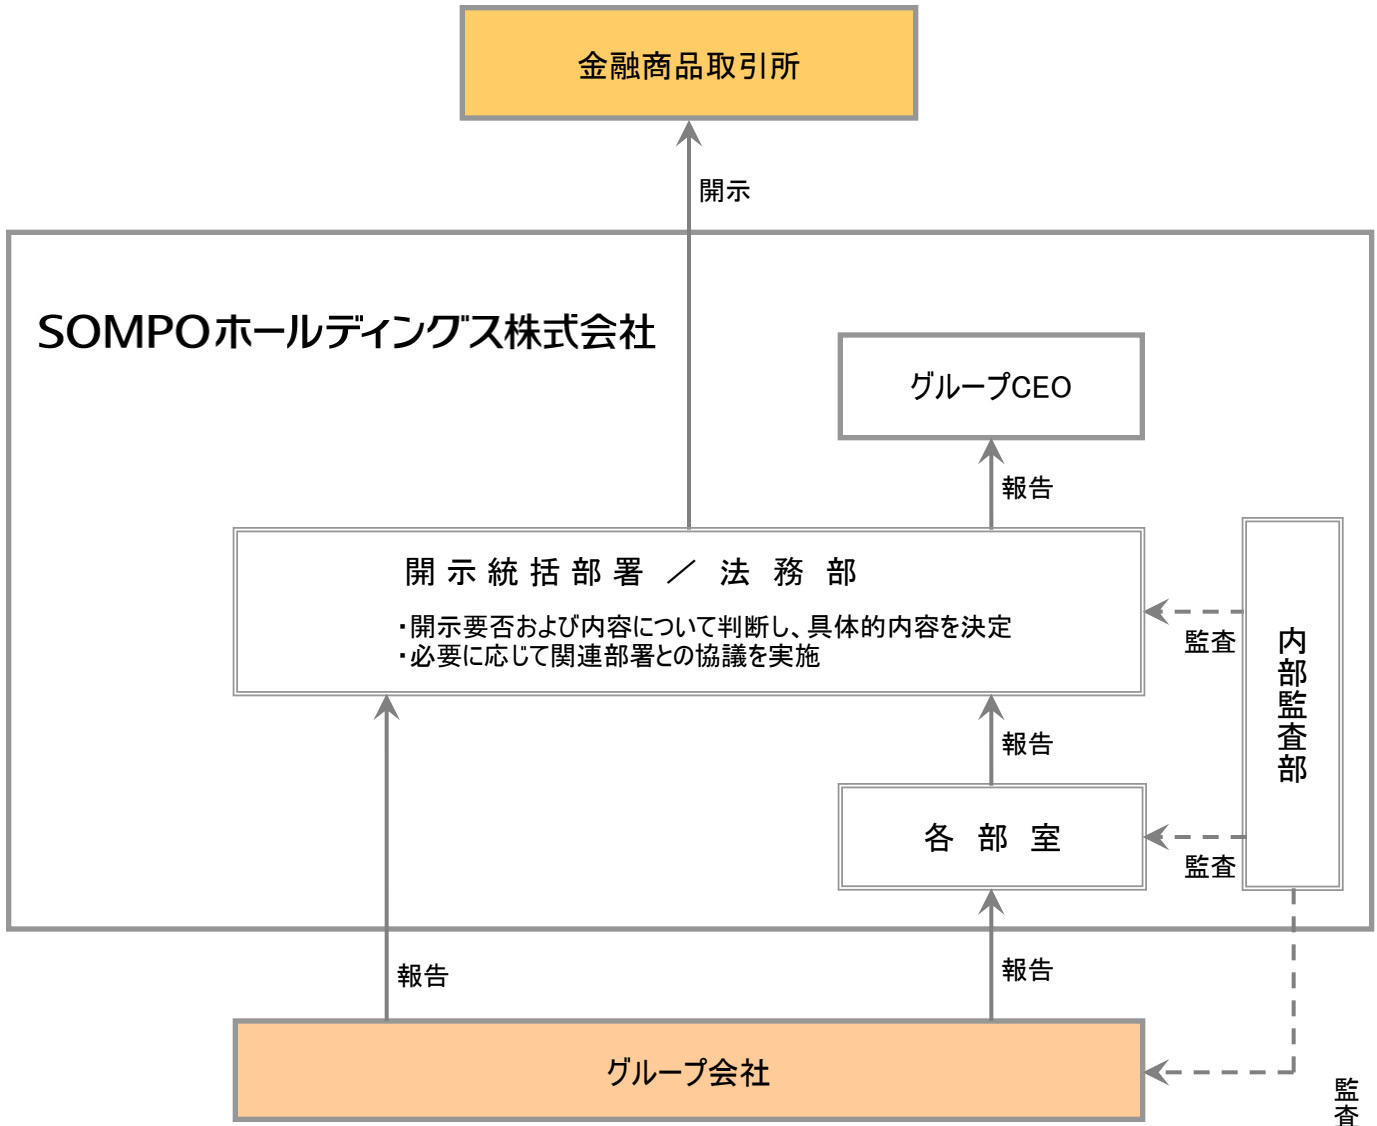 金融商品取引所
開示
SOMPOホールディングス株式会社
グループCEO
報告
開示統括部署／法務部
・開示要否および内容について判断し、具体的内容を決定
・必要に応じて関連部署との協議を実施
監査
内部監査部
報告
各部室
監査
報告
報告
グループ会社
監査